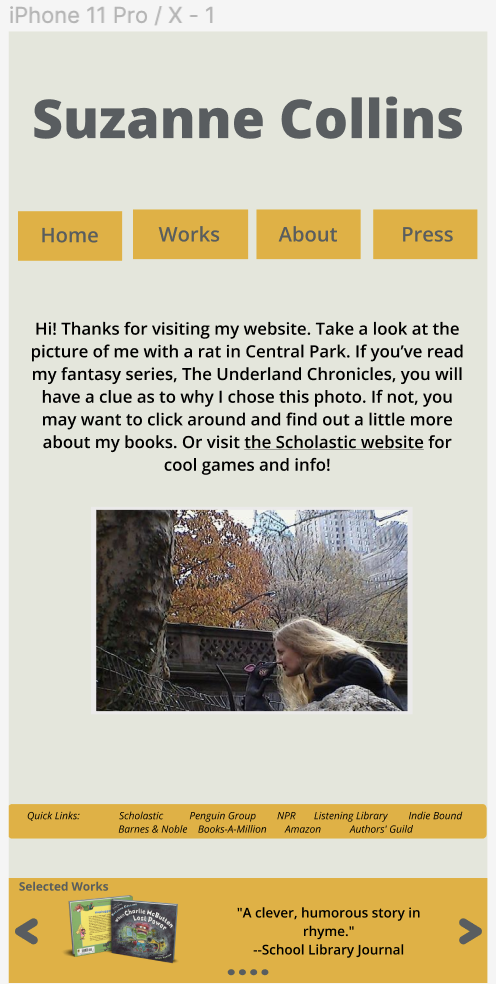 iPhone 11 Pro / X - 1
Suzanne Collins
Home Works About Press
Hi! Thanks for visiting my website. Take a look at the
picture of me with a rat in Central Park. If you’ve read
my fantasy series, The Underland Chronicles, you will
have a clue as to why I chose this photo. If not, you
may want to click around and find out a little more
about my books. Or visit the Scholastic website for
cool games and info!
Quick Links: Scholastic Penguin Group NPR Listening Library Indie Bound
Barnes & Noble Books-A-Million Amazon Authors' Guild
Selected Works
When Charlie McButton
Lost Power
"A clever, humorous story in
rhyme."
--School Library Journal